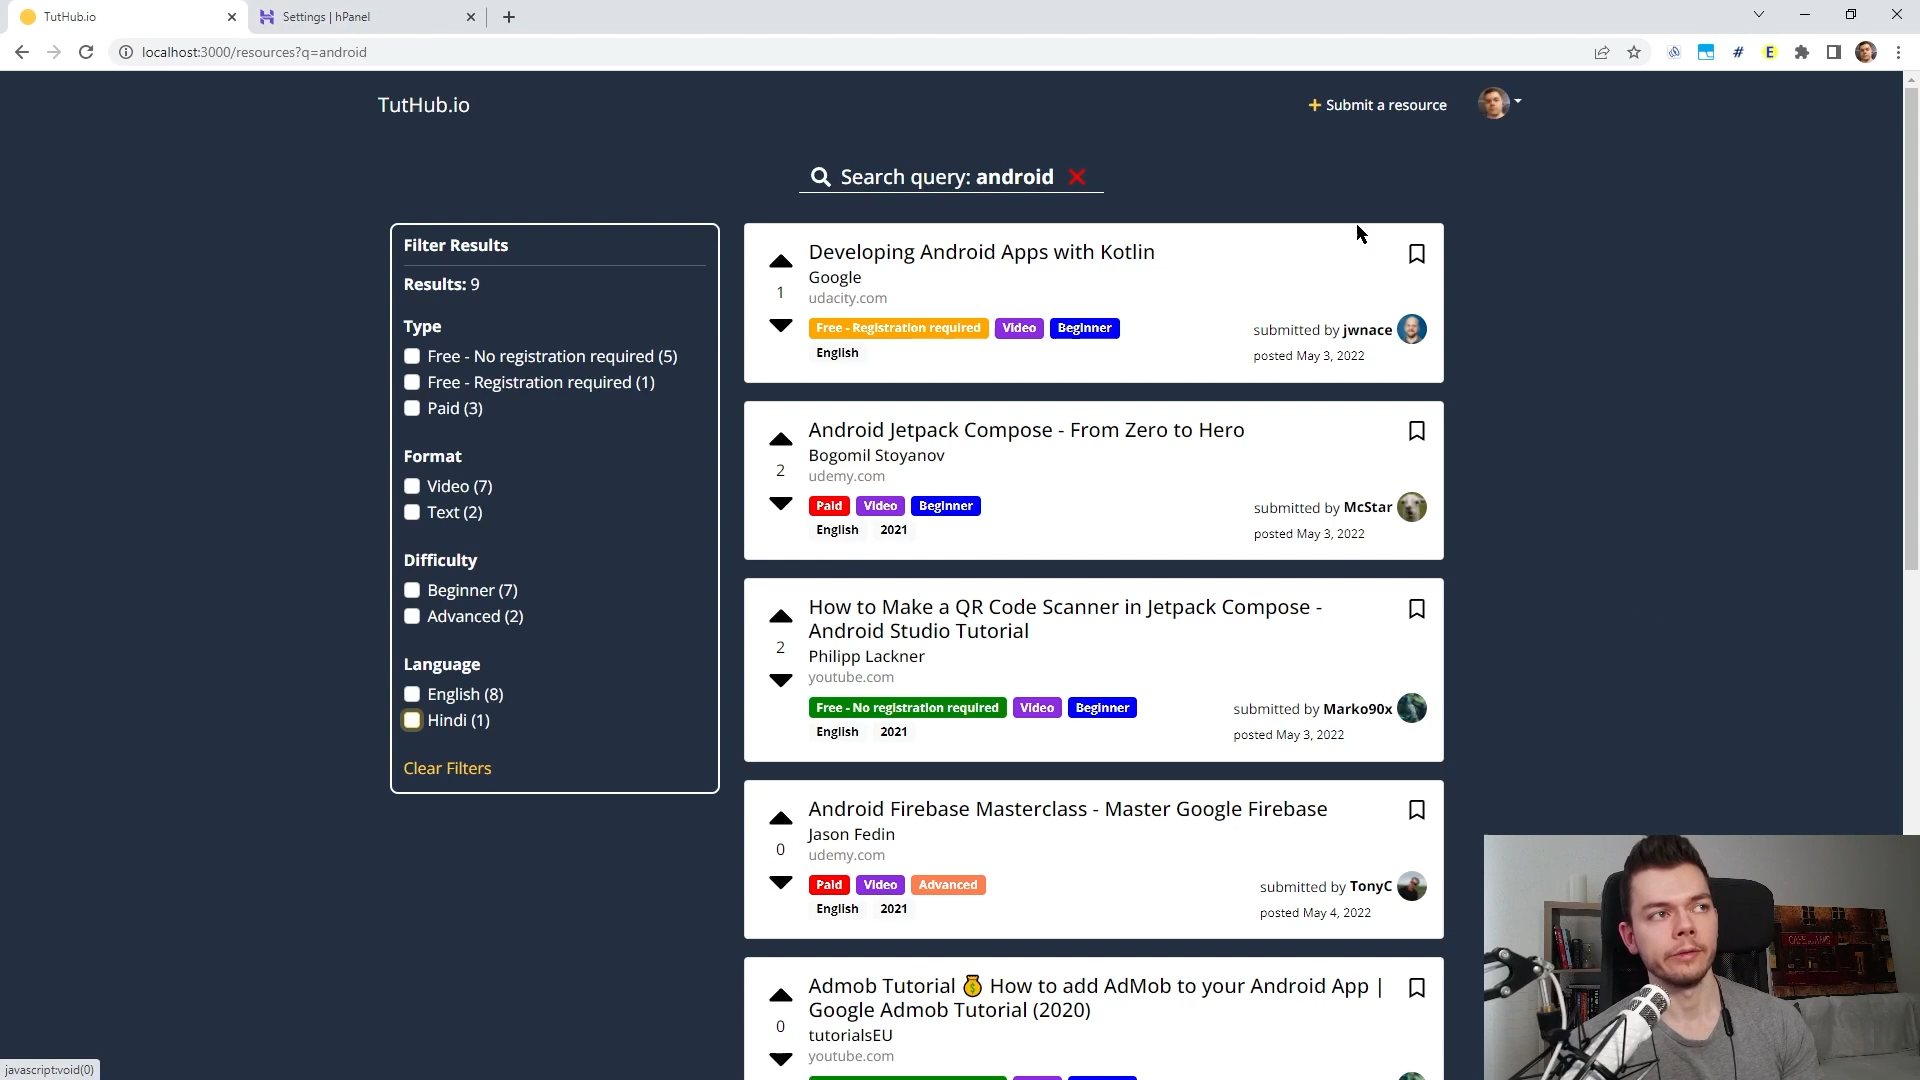 TutHub.io
Settings | hPanel
localhost:3000/resources?q=android
TutHub.io
Submit a resource
Search query: android
Filter Results
Results: 9
Type
Free - No registration required (5)
Free - Registration required (1)
Paid (3)
Format
Video (7)
Text (2)
Difficulty
Beginner (7)
Advanced (2)
Language
English (8)
Hindi (1)
Clear Filters
Developing Android Apps with Kotlin
Google
1
udacity.com
Free - Registration required Video Beginner
English
submitted by jwnace
posted May 3, 2022
Android Jetpack Compose - From Zero to Hero
Bogomil Stoyanov
2
udemy.com
Paid Video Beginner
English 2021
submitted by McStar
posted May 3, 2022
How to Make a QR Code Scanner in Jetpack Compose -
Android Studio Tutorial
2
Philipp Lackner
youtube.com
Free - No registration required Video Beginner
English 2021
submitted by Marko90x
posted May 3, 2022
Android Firebase Masterclass - Master Google Firebase
Jason Fedin
0
udemy.com
Paid Video Advanced
English 2021
submitted by TonyC
posted May 4, 2022
Admob Tutorial 💰 How to add AdMob to your Android App |
Google Admob Tutorial (2020)
0
tutorialsEU
youtube.com
javascript:void(0)